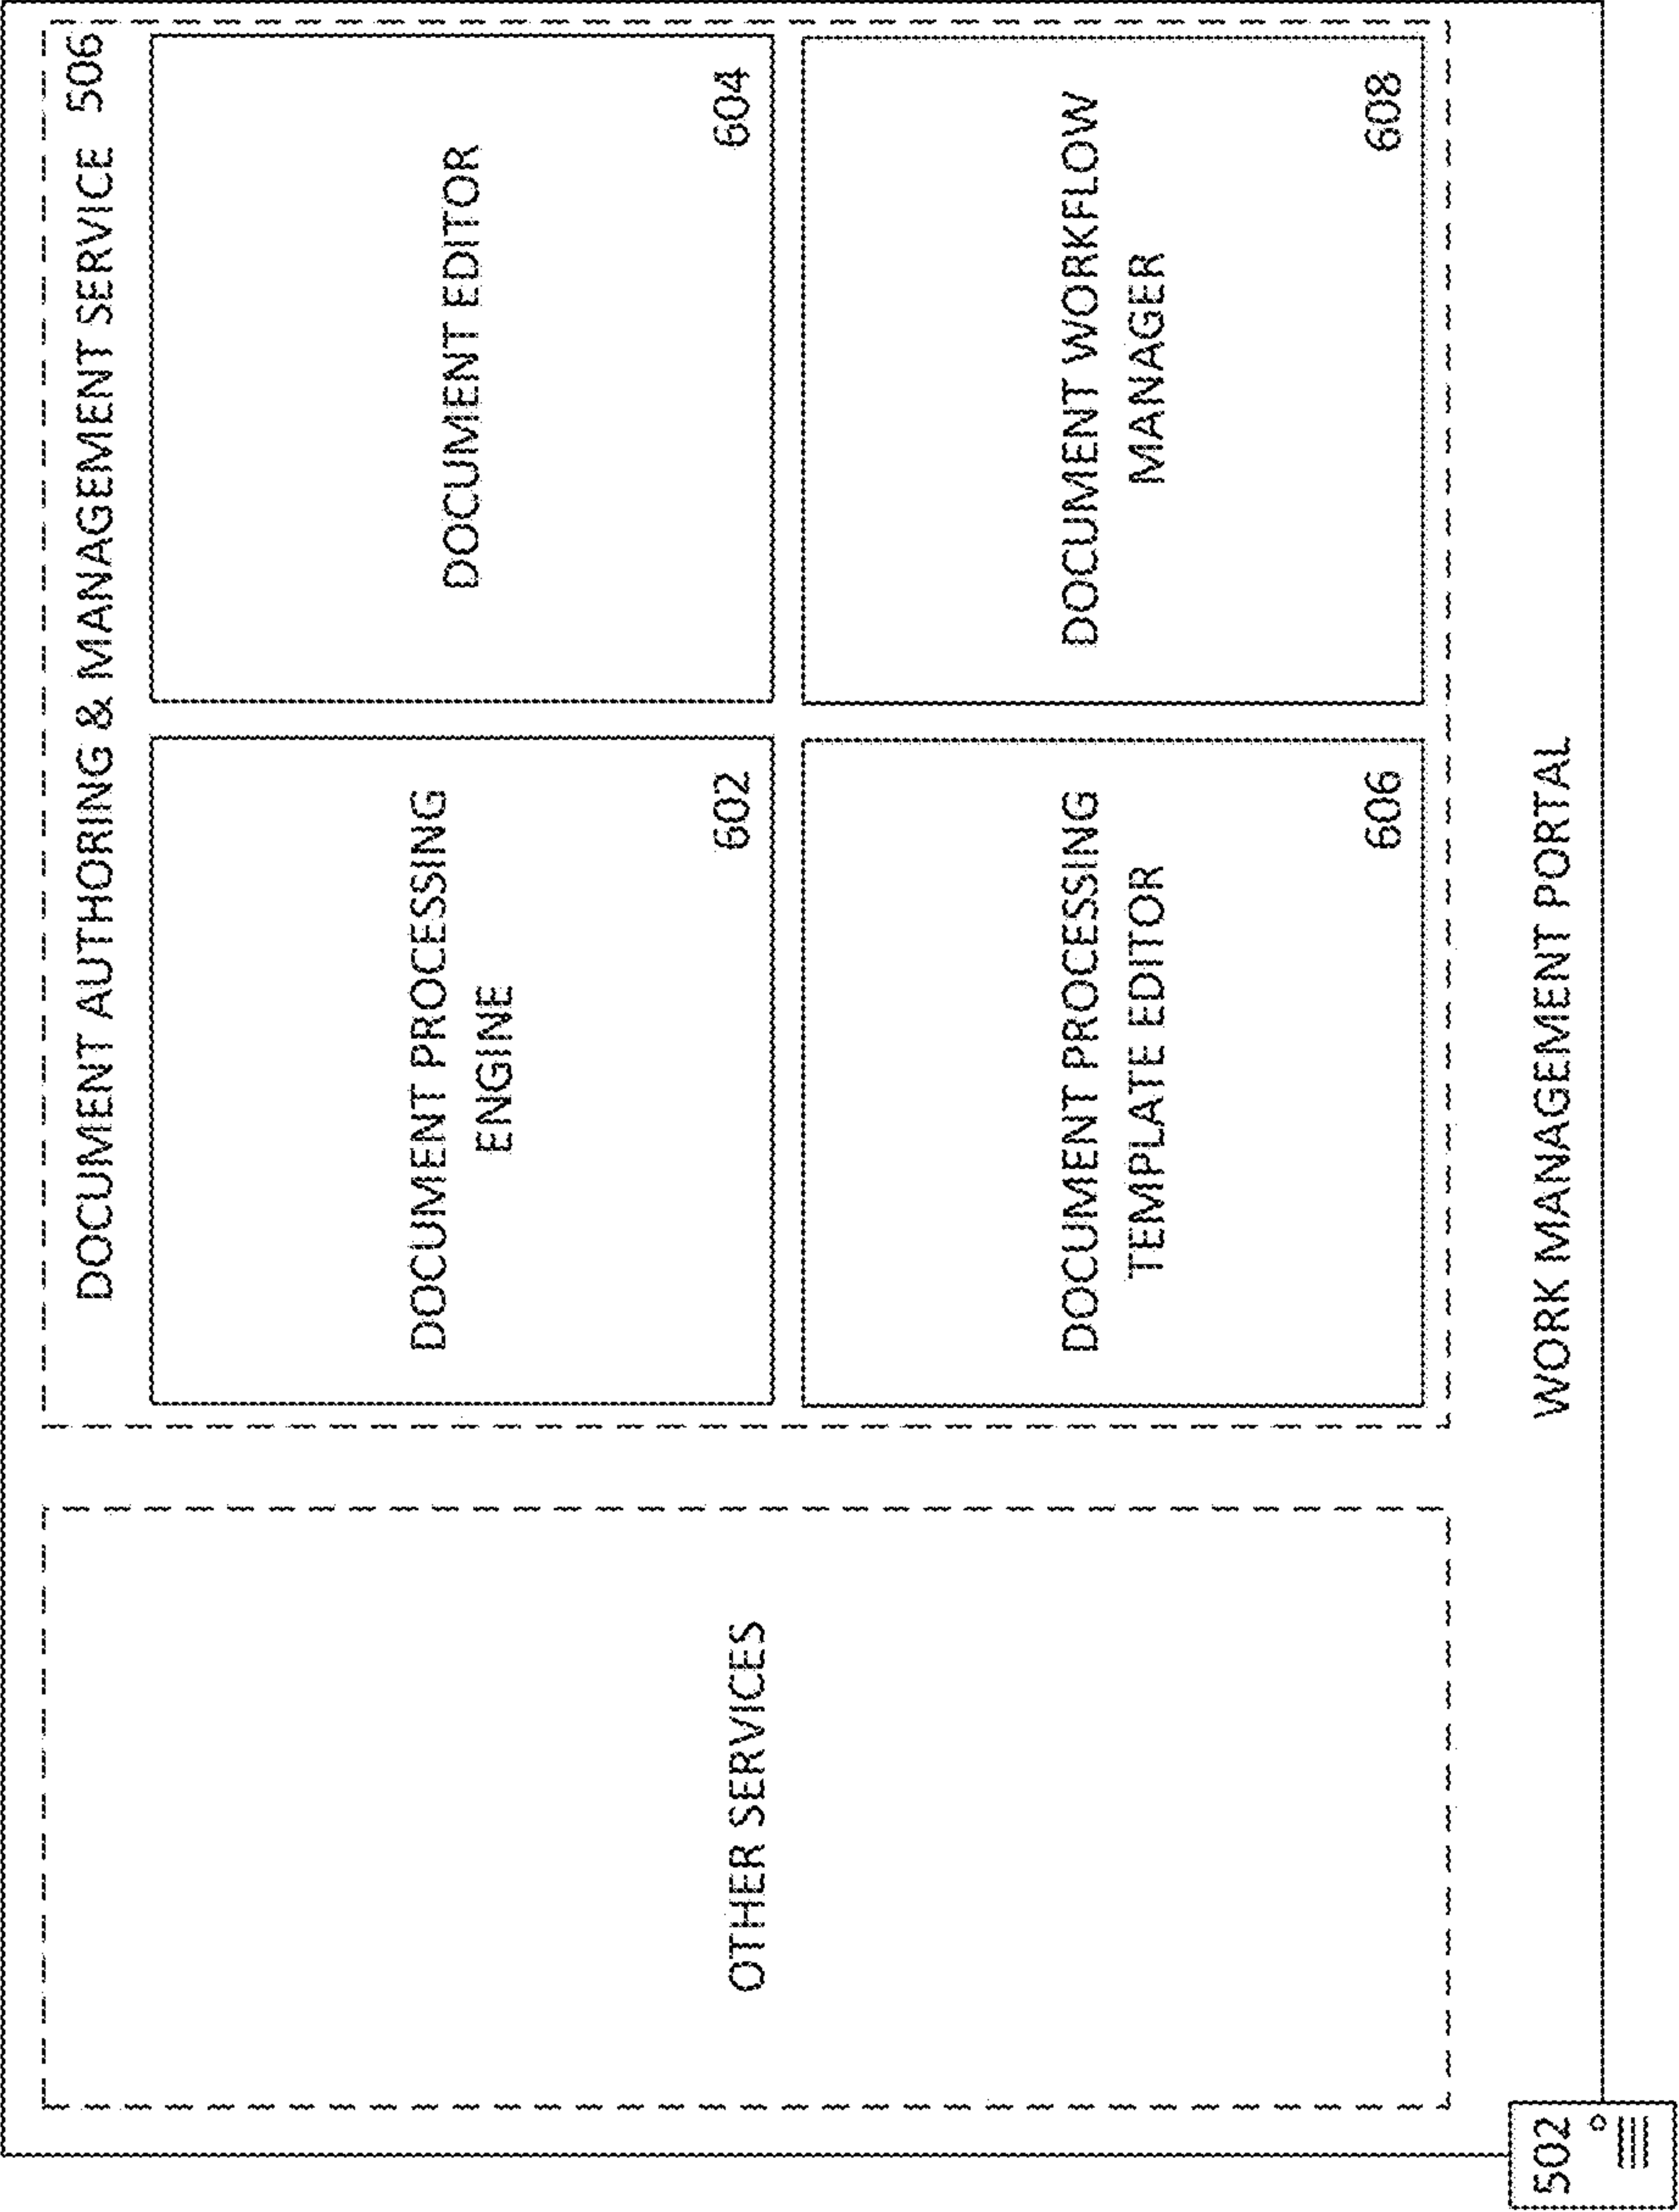 DOCUMENT AUTHORING & MANAGEMENT SERVICE 506
DOCUMENT PROCESSING
ENGINE
602
DOCUMENT EDITOR
604
DOCUMENT PROCESSING
TEMPLATE EDITOR
606
DOCUMENT WORKFLOW
MANAGER
608
OTHER SERVICES
WORK MANAGEMENT PORTAL
502